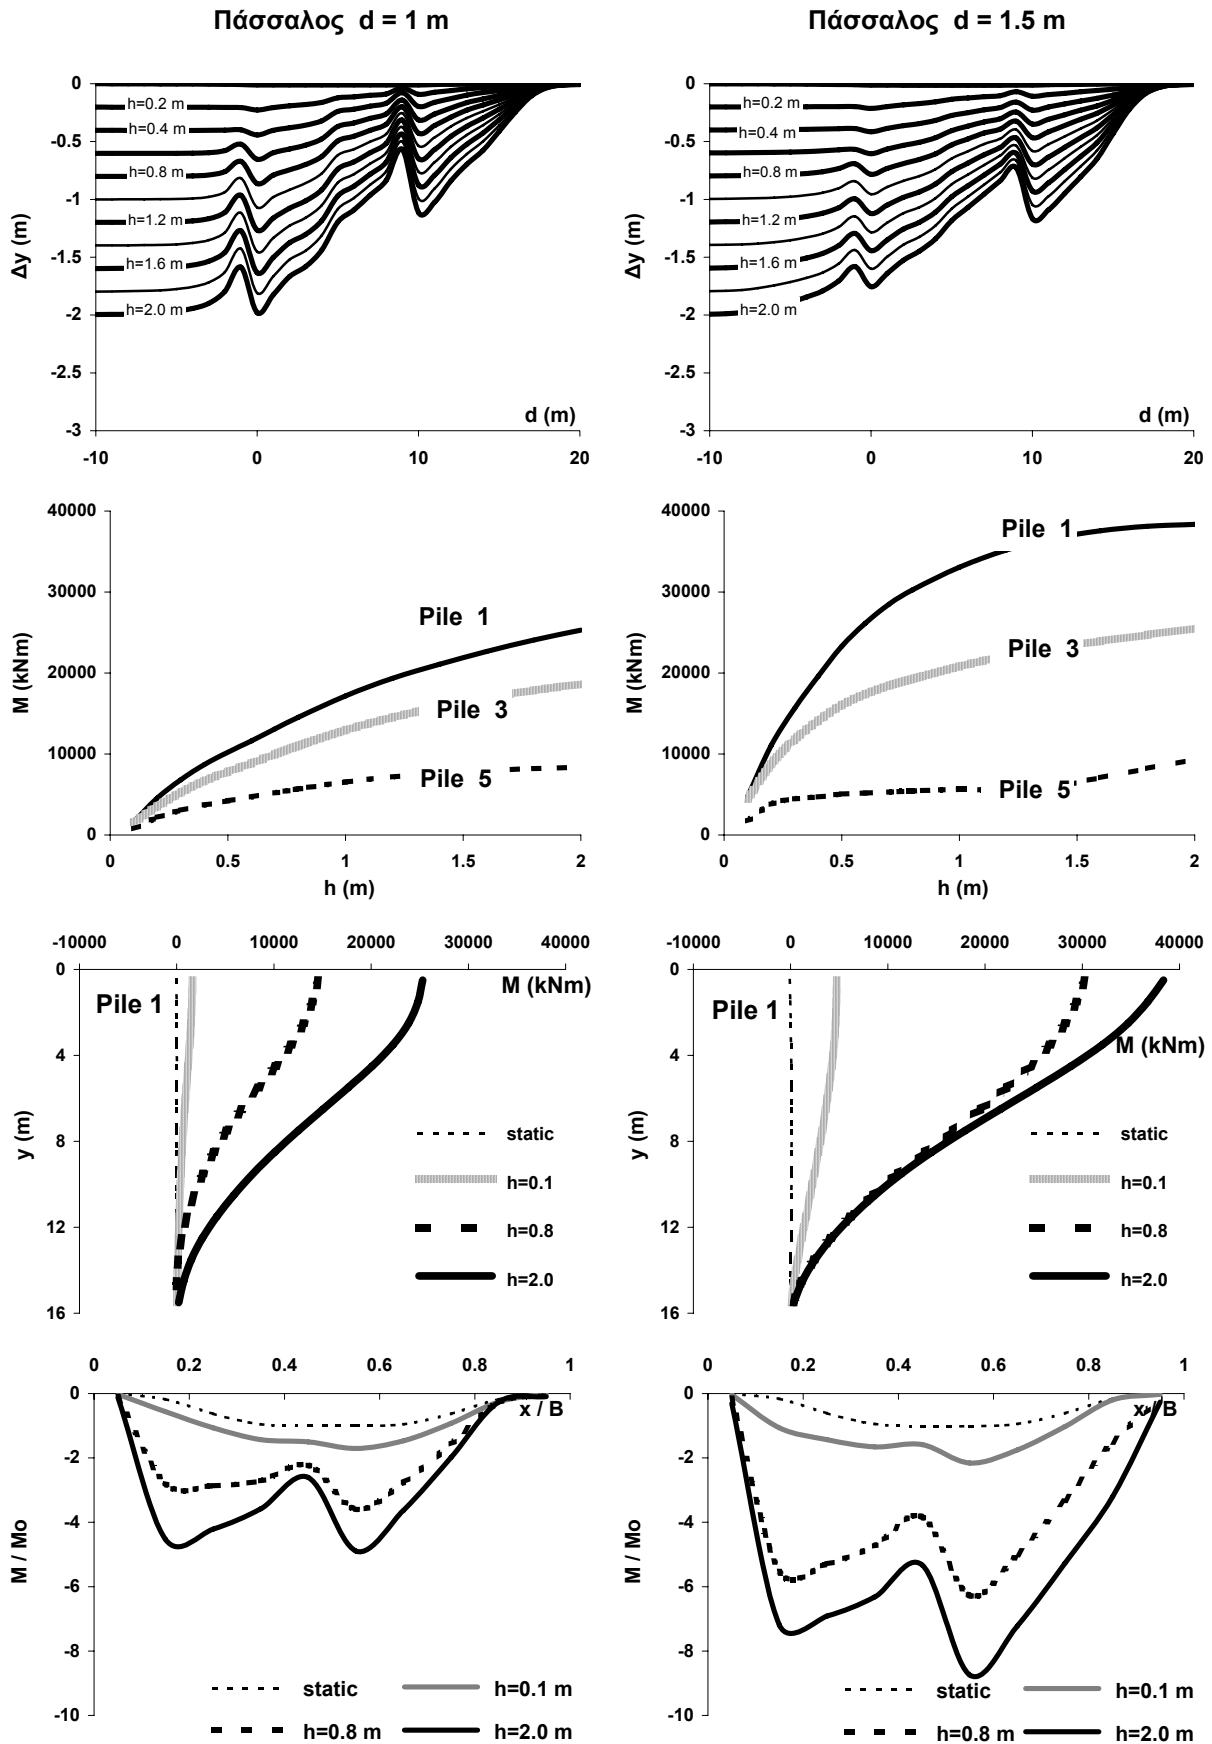 Πάσσαλος d = 1 m
Πάσσαλος d = 1.5 m
0
-0.5
-1
-1.5
-2
-2.5
-3
Δy (m)
h=0.2 m
h=0.4 m
h=0.8 m
h=1.2 m
h=1.6 m
h=2.0 m
d (m)
-10
0
10
20
0
-0.5
-1
-1.5
-2
-2.5
-3
Δy (m)
h=0.2 m
h=0.4 m
h=0.8 m
h=1.2 m
h=1.6 m
h=2.0 m
d (m)
-10
0
10
20
40000
30000
20000
10000
0
M (kNm)
Pile 1
Pile 3
Pile 5
0
0.5
1
1.5
2
h (m)
40000
30000
20000
10000
0
M (kNm)
Pile 1
Pile 3
Pile 5
0
0.5
1
1.5
2
h (m)
-10000
0
10000
20000
30000
40000
0
4
8
12
16
y (m)
Pile 1
M (kNm)
static
h=0.1
h=0.8
h=2.0
-10000
0
10000
20000
30000
40000
0
4
8
12
16
y (m)
Pile 1
M (kNm)
static
h=0.1
h=0.8
h=2.0
0
0.2
0.4
0.6
0.8
1
0
-2
-4
-6
-8
-10
M / Mo
x / B
static
h=0.1 m
h=0.8 m
h=2.0 m
0
0.2
0.4
0.6
0.8
1
0
-2
-4
-6
-8
-10
M / Mo
x / B
static
h=0.1 m
h=0.8 m
h=2.0 m